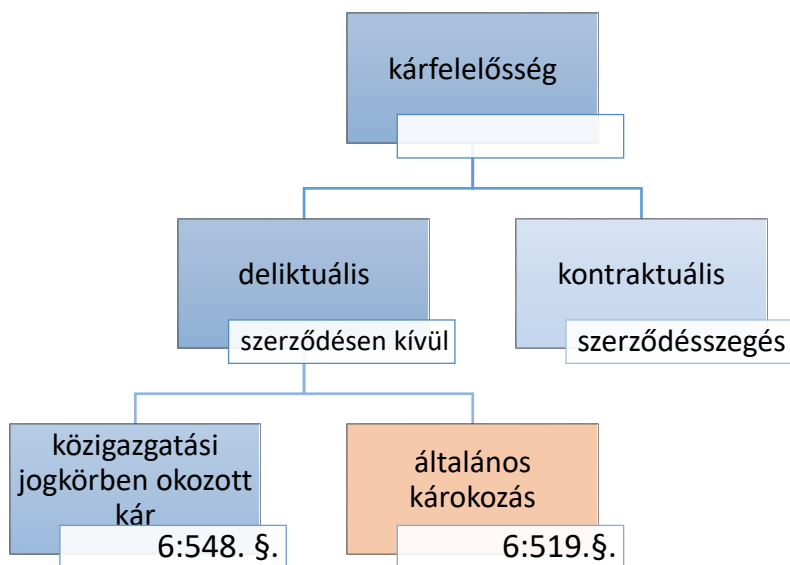 kárfelelősség
deliktuális
szerződésen kívül
kontraktuális
szerződésszegés
közigazgatási
jogkörben okozott
kár
6:548. §.
általános
károkozás
6:519.§.